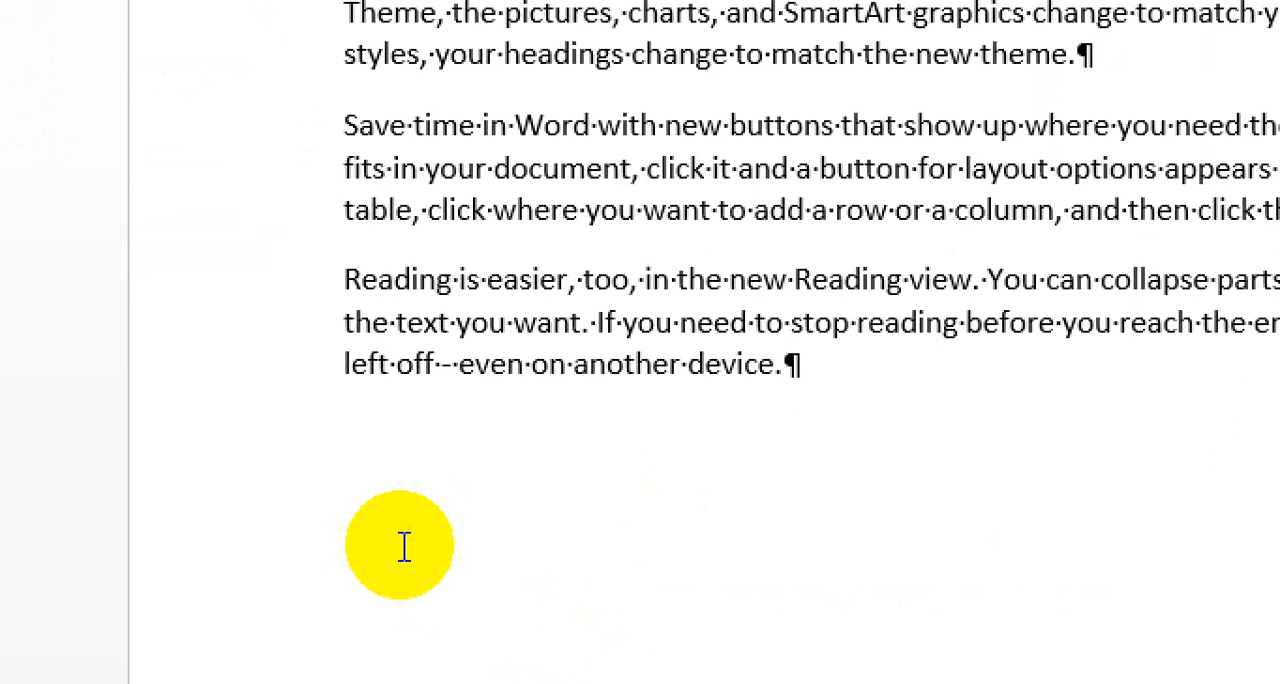 Theme,·the·pictures,·charts,·and·SmartArt·graphics·change·to·match·y
styles,·your·headings·change·to·match·the·new·theme.¶
Save·time·in·Word·with·new·buttons·that·show·up·where·you·need·th
fits·in·your·document,·click·it·and·a·button·for·layout·options·appears·
table,·click·where·you·want·to·add·a·row·or·a·column,·and·then·click·th
Reading·is·easier,·too,·in·the·new·Reading·view.·You·can·collapse·parts
the·text·you·want.·If·you·need·to·stop·reading·before·you·reach·the·en
left·off·-·even·on·another·device.¶